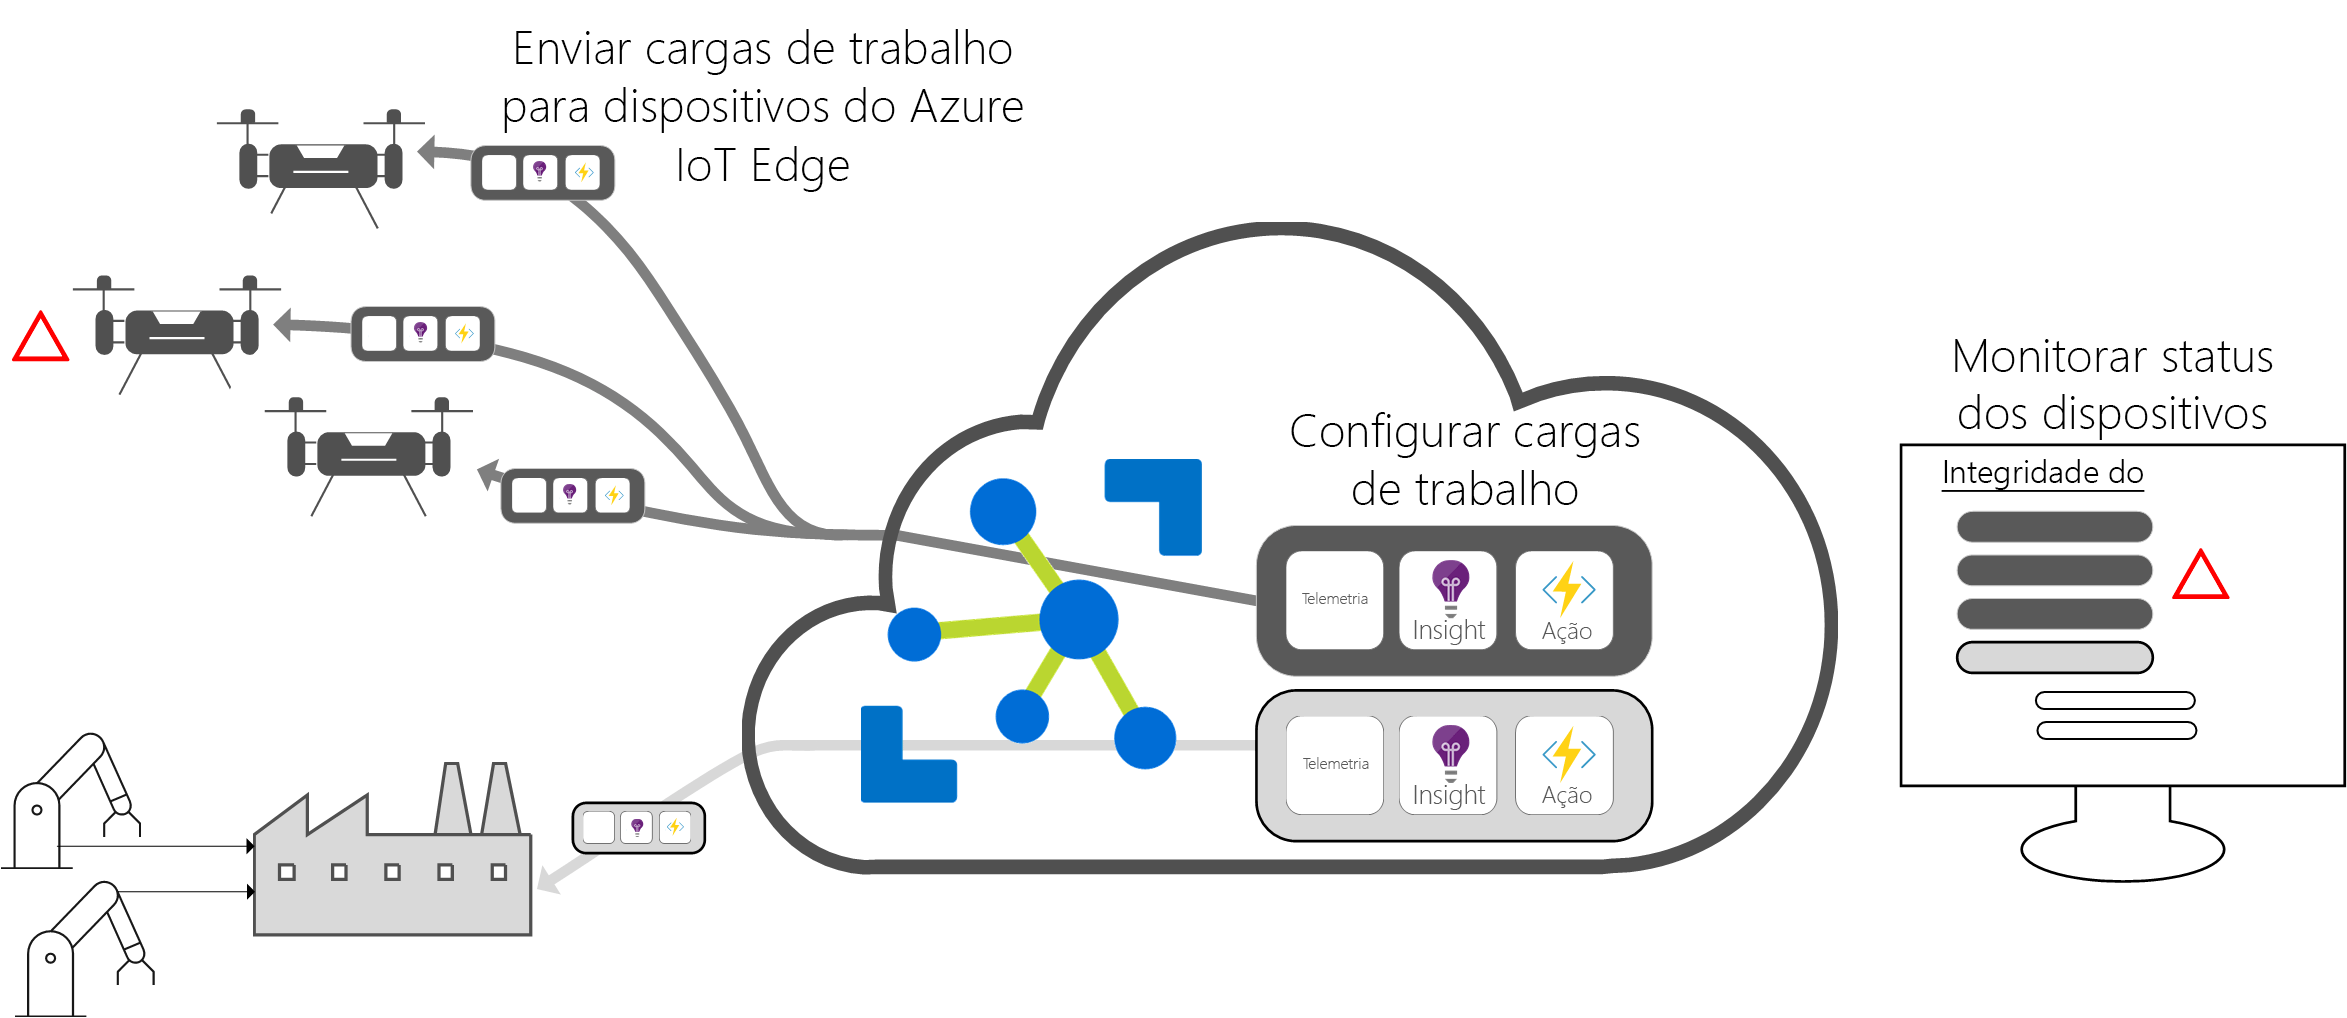 Enviar cargas de trabalho
para dispositivos do Azure
IoT Edge
Configurar cargas
de trabalho
Telemetria
Insight
Ação
Telemetria
Insight
Ação
Monitorar status
dos dispositivos
Integridade do